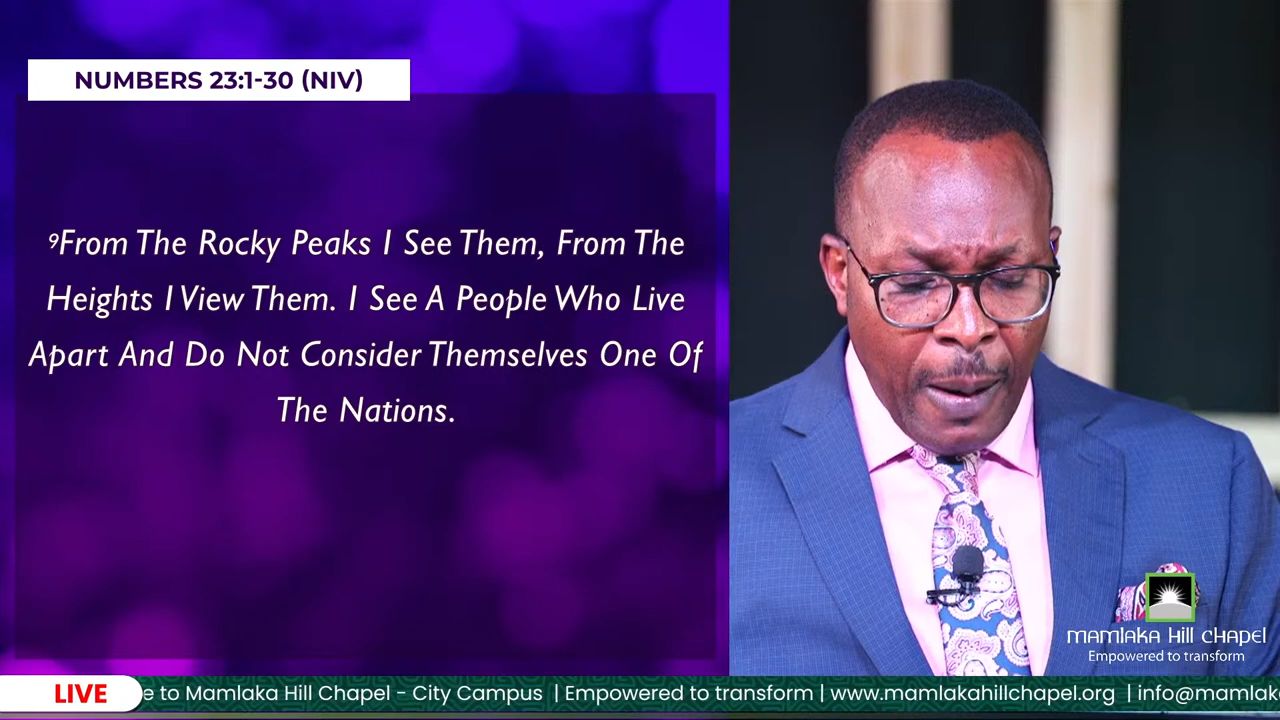 NUMBERS 23:1-30 (NIV)
⁹From The Rocky Peaks I See Them, From The
Heights I View Them. I See A People Who Live
Apart And Do Not Consider Themselves One Of
The Nations.
mamlaka Hill Chapel
Empowered to transform
LIVE
e to Mamlaka Hill Chapel - City Campus | Empowered to transform | www.mamlakahillchapel.org | info@mamlak